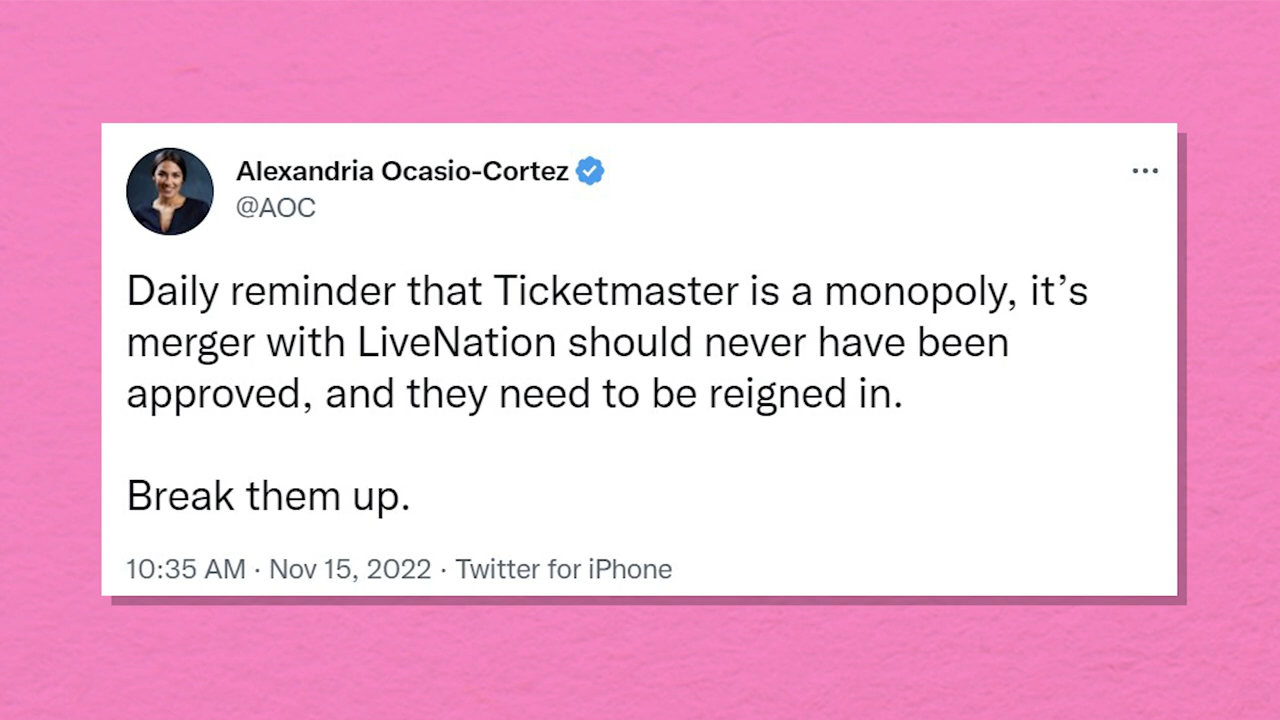 Alexandria Ocasio-Cortez
@AOC
Daily reminder that Ticketmaster is a monopoly, it’s
merger with LiveNation should never have been
approved, and they need to be reigned in.
Break them up.
10:35 AM · Nov 15, 2022 · Twitter for iPhone